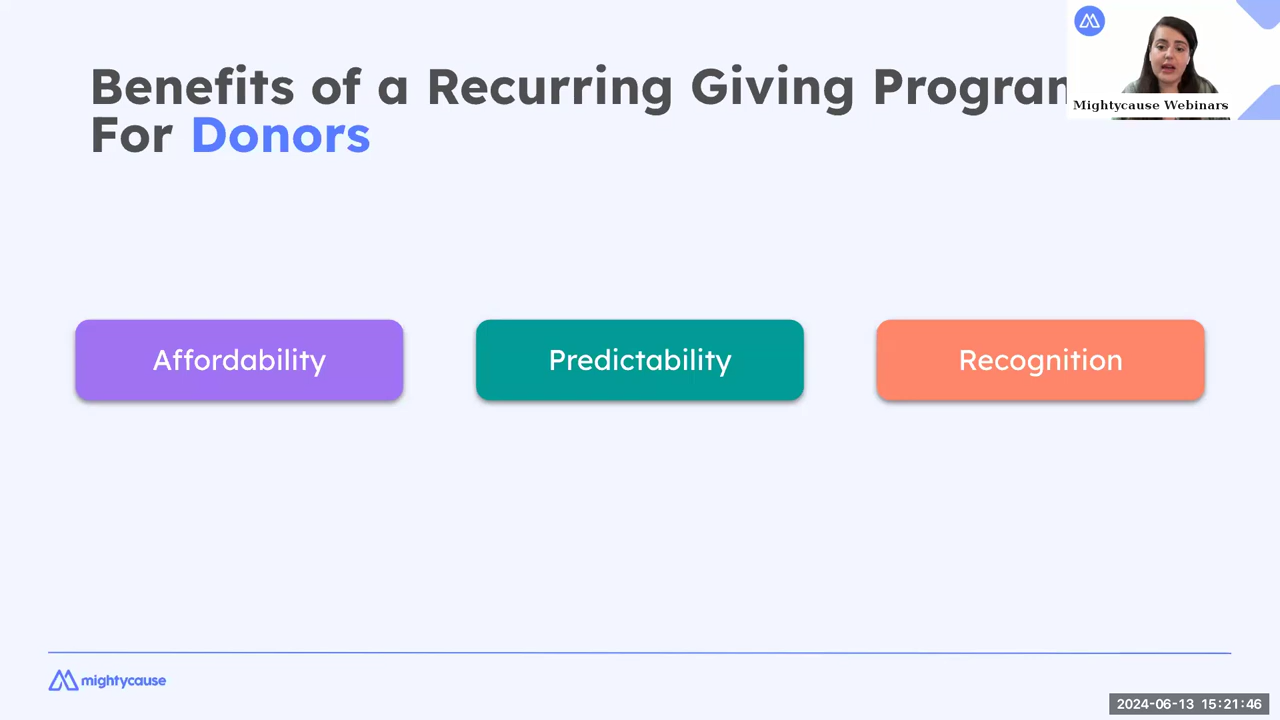 Benefits of a Recurring Giving Program
For Donors
Mightycause Webinars
Affordability
Predictability
Recognition
mightycause
2024-06-13 15:21:46